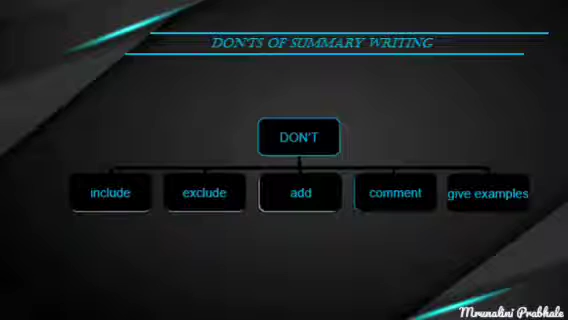 DON'TS OF SUMMARY WRITING
DON'T
include
exclude
add
comment
give examples
Mrunalini Prabhale